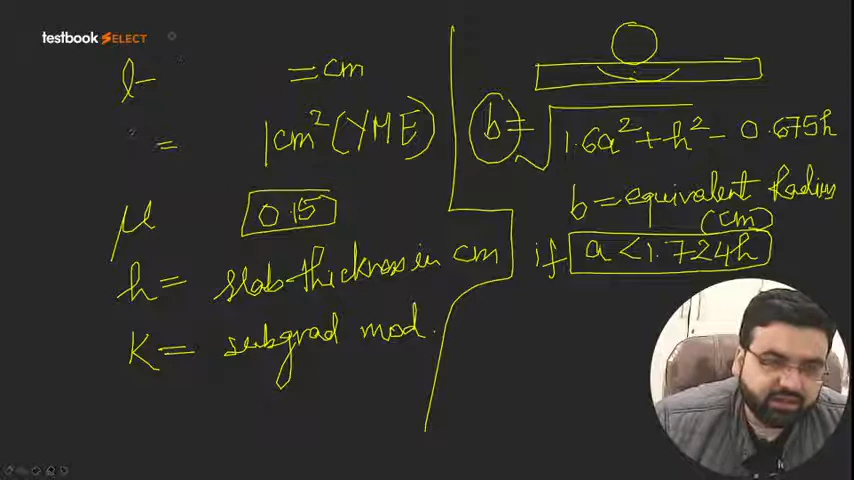 testbook SELECT
l = cm
= 1cm² (YME)
μ 0.15
h = slab thickness in cm
K = subgrad mod.
b = √1.6a² + h² - 0.675h
b = equivalent Radius
(cm)
if a < 1.724h